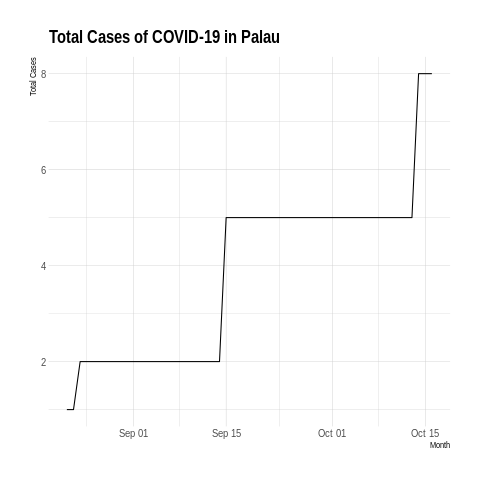 Total Cases of COVID-19 in Palau
Total Cases
8
6
4
2
Sep 01 Sep 15 Oct 01 Oct 15
Month